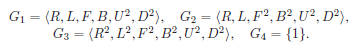 G₁ = ⟨R, L, F, B, U², D²⟩, G₂ = ⟨R, L, F², B², U², D²⟩,
G₃ = ⟨R², L², F², B², U², D²⟩, G₄ = {1}.